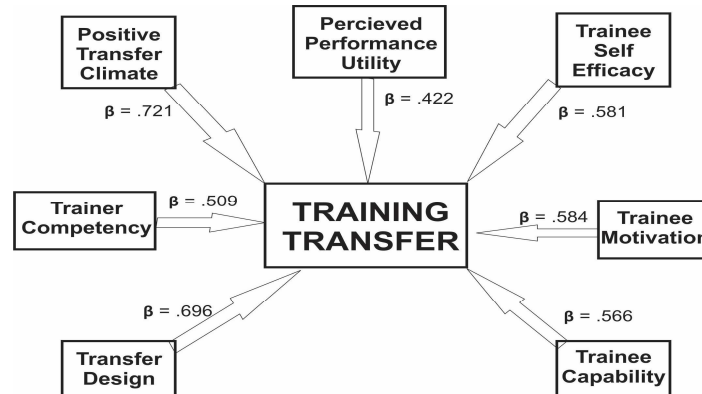 Positive
Transfer
Climate
Percieved
Performance
Utility
Trainee
Self
Efficacy
β = .721
β = .422
β = .581
Trainer
Competency
β = .509
TRAINING
TRANSFER
β = .584
Trainee
Motivation
β = .696
β = .566
Transfer
Design
Trainee
Capability